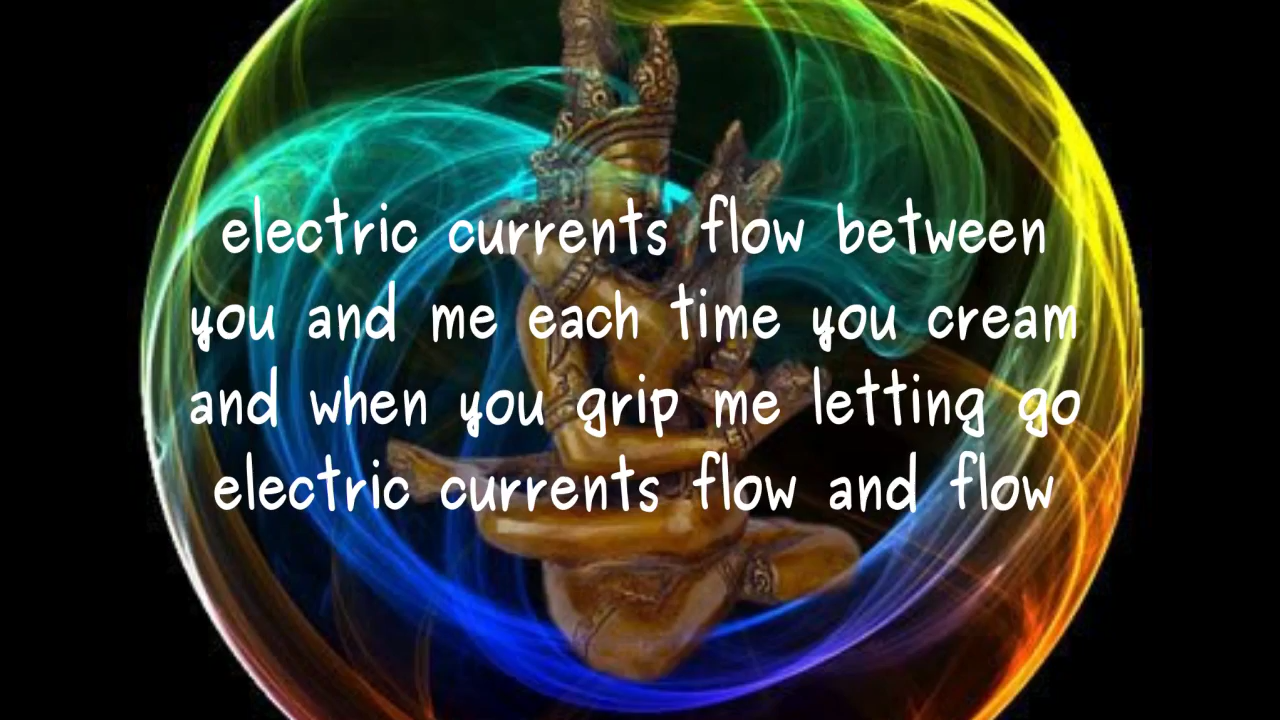 electric currents flow between
you and me each time you cream
and when you grip me letting go
electric currents flow and flow